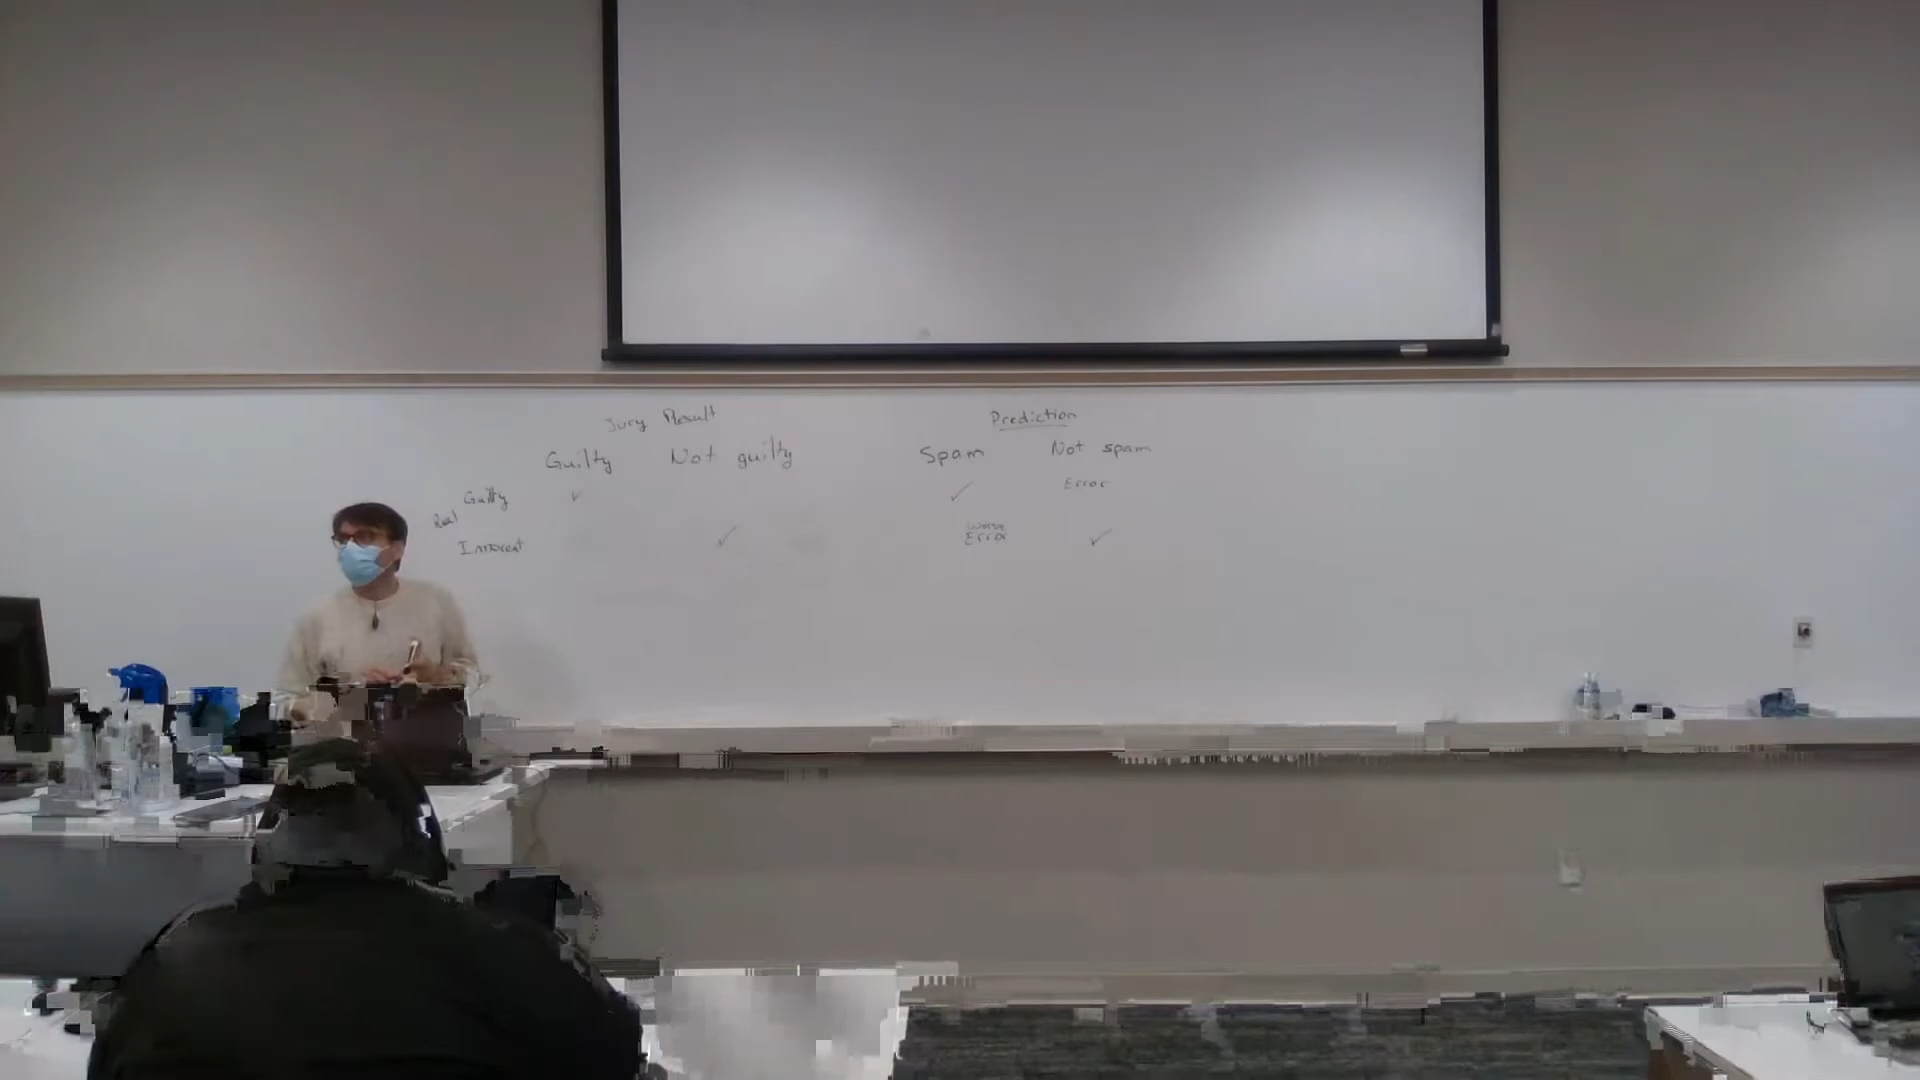 Jury Result
Guilty Not guilty
Guilty ✓
Real
Innocent ✓
Prediction
Spam Not spam
✓ Error
Worse
Error ✓